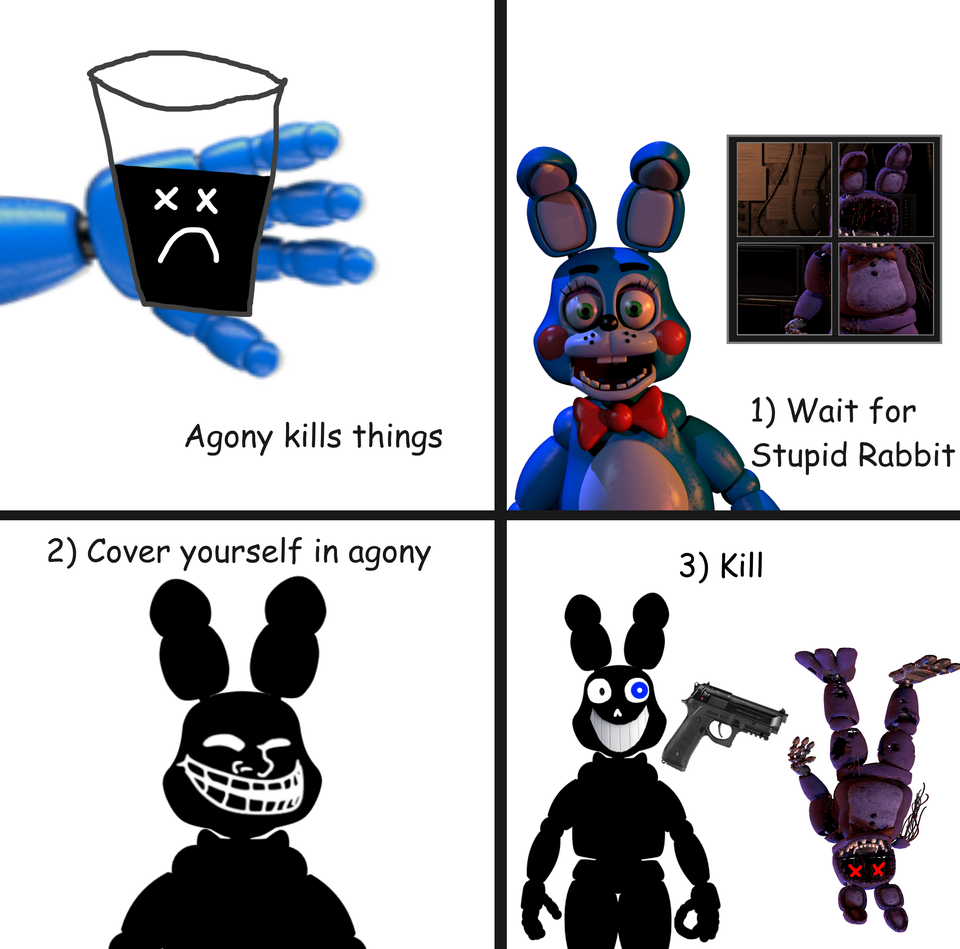 Agony kills things
1) Wait for
Stupid Rabbit
2) Cover yourself in agony
3) Kill